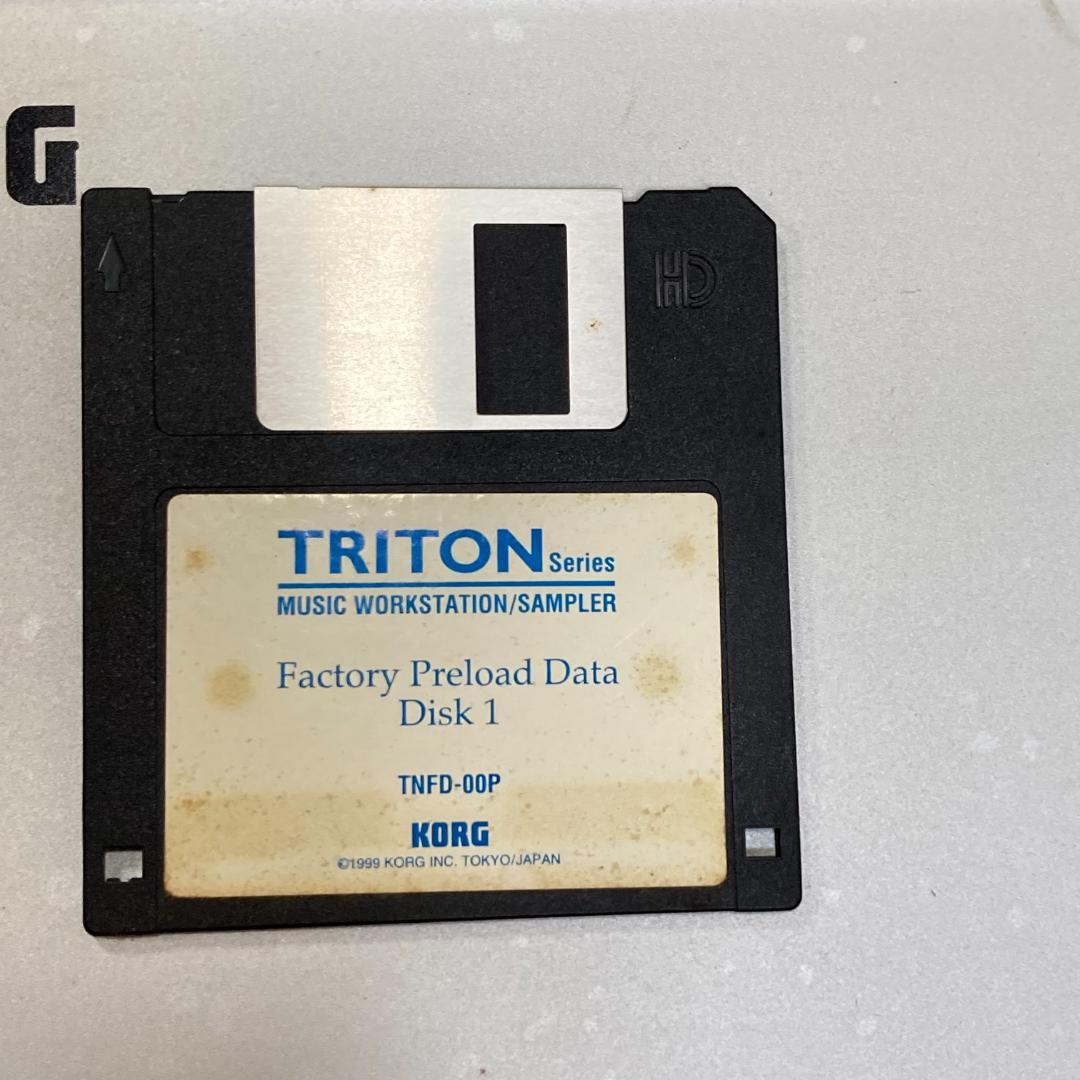 G
HD
TRITON Series
MUSIC WORKSTATION/SAMPLER
Factory Preload Data
Disk 1
TNFD-00P
KORG
©1999 KORG INC. TOKYO/JAPAN